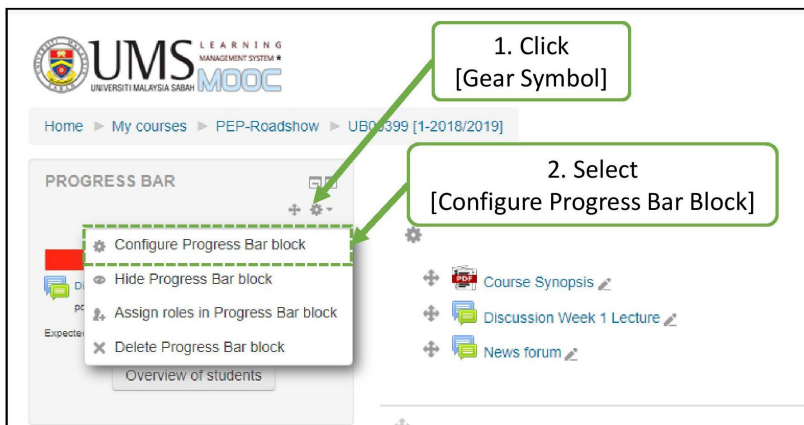 UMS
UNIVERSITI MALAYSIA SABAH
LEARNING
MANAGEMENT SYSTEM ★
MOOC
1. Click
[Gear Symbol]
Home ► My courses ► PEP-Roadshow ► UB00399 [1-2018/2019]
2. Select
[Configure Progress Bar Block]
PROGRESS BAR
Configure Progress Bar block
Hide Progress Bar block
Assign roles in Progress Bar block
Delete Progress Bar block
Expecte
Overview of students
PDF
Course Synopsis
Discussion Week 1 Lecture
News forum